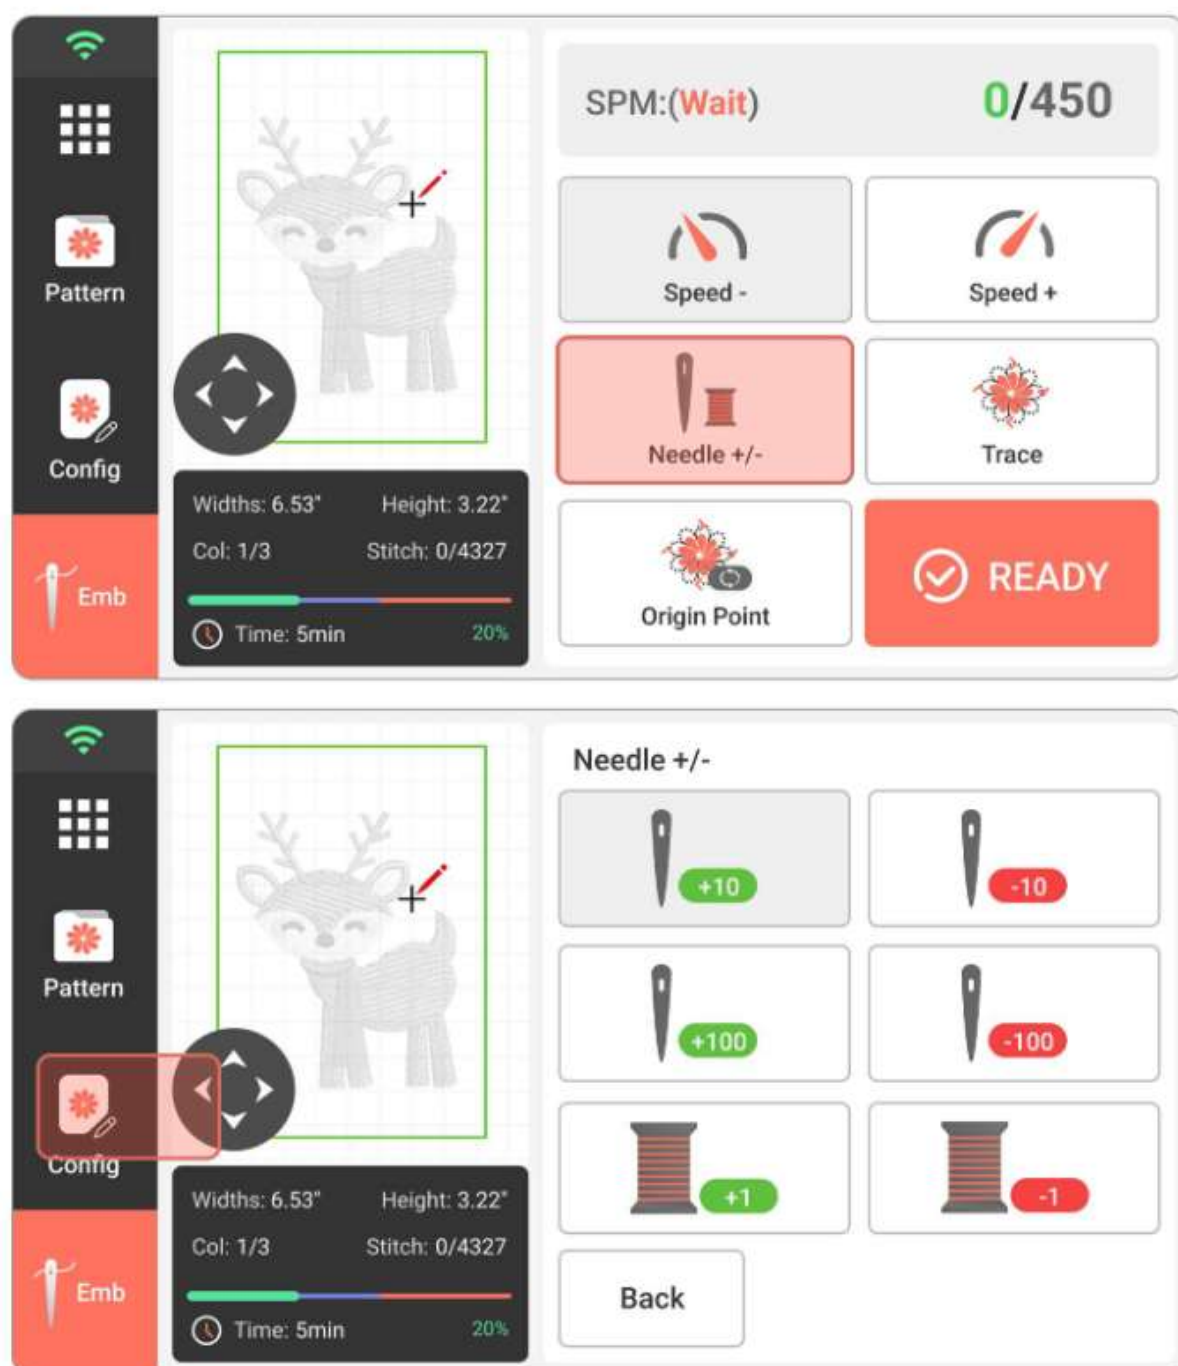 SPM:(Wait) 0/450
Pattern
Config
Emb
Widths: 6.53" Height: 3.22"
Col: 1/3 Stitch: 0/4327
Time: 5min 20%
Speed - Speed +
Needle +/- Trace
Origin Point READY
Pattern
Config
Emb
Widths: 6.53" Height: 3.22"
Col: 1/3 Stitch: 0/4327
Time: 5min 20%
Needle +/-
+10 -10
+100 -100
+1 -1
Back